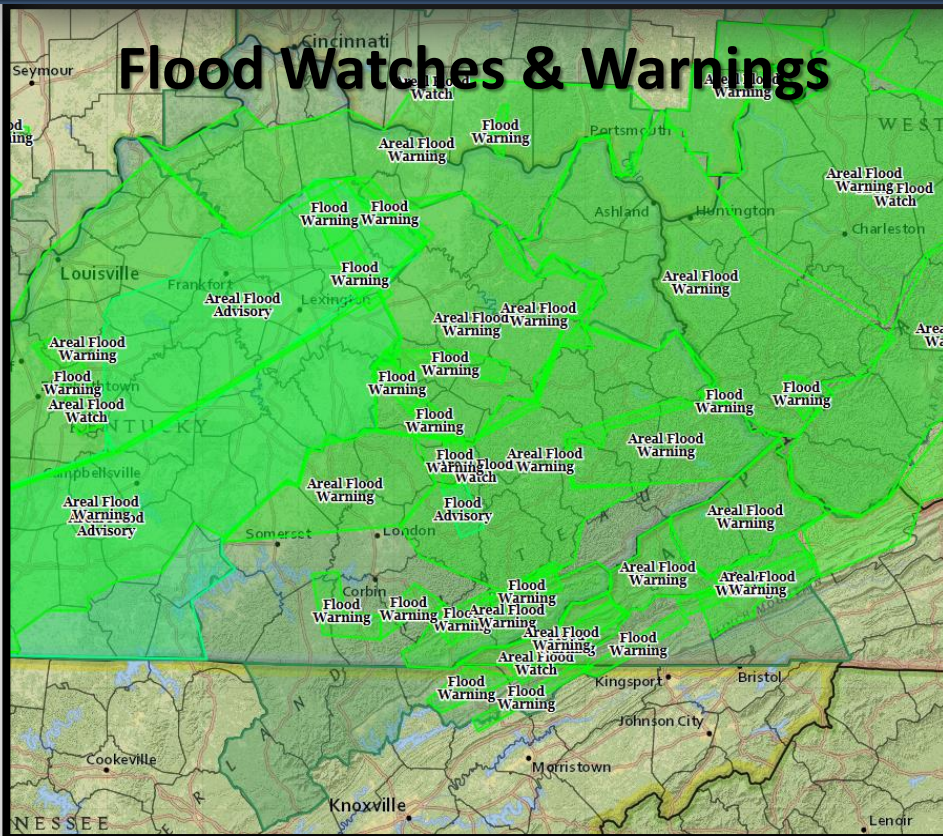 Flood Watches & Warnings
Cincinnati
Seymour
Areal Flood
Watch
Areal Flood
Warning
Flood
Warning
Areal Flood
Warning
Portsmouth
WEST
Areal Flood
Warning
Flood
Watch
Ashland
Huntington
Charleston
Flood
Warning
Flood
Warning
Louisville
Frankfort
Flood
Warning
Areal Flood
Warning
Areal Flood
Advisory
Lexington
Areal Flood
Warning
Areal Flood
Warning
Areal Flood
Warning
Flood
Warning
Flood
Warning
Flood
Warning
Areal Flood
Watch
KENTUCKY
Flood
Warning
Flood
Warning
Flood
Warning
Areal Flood
Warning
Flood
Warning
Flood
Watch
Areal Flood
Warning
Campbellsville
Areal Flood
Warning
Flood
Advisory
Areal Flood
Warning
Advisory
Areal Flood
Warning
Somerset
London
Areal Flood
Warning
Areal Flood
Warning
Corbin
Flood
Warning
Flood
Warning
Flood
Warning
Warning
Areal Flood
Warning
Areal Flood
Warning
Flood
Warning
Areal Flood
Watch
Flood
Warning
Flood
Warning
Kingsport
Bristol
Johnson City
Cookeville
Morristown
Knoxville
NESSEE
Lenoir